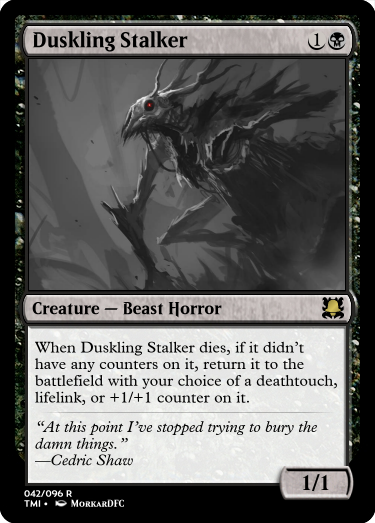 Duskling Stalker 1
Creature — Beast Horror
When Duskling Stalker dies, if it didn't
have any counters on it, return it to the
battlefield with your choice of a deathtouch,
lifelink, or +1/+1 counter on it.
“At this point I've stopped trying to bury the
damn things.”
—Cedric Shaw
1/1
042/096 R
TMI • MorkarDFC